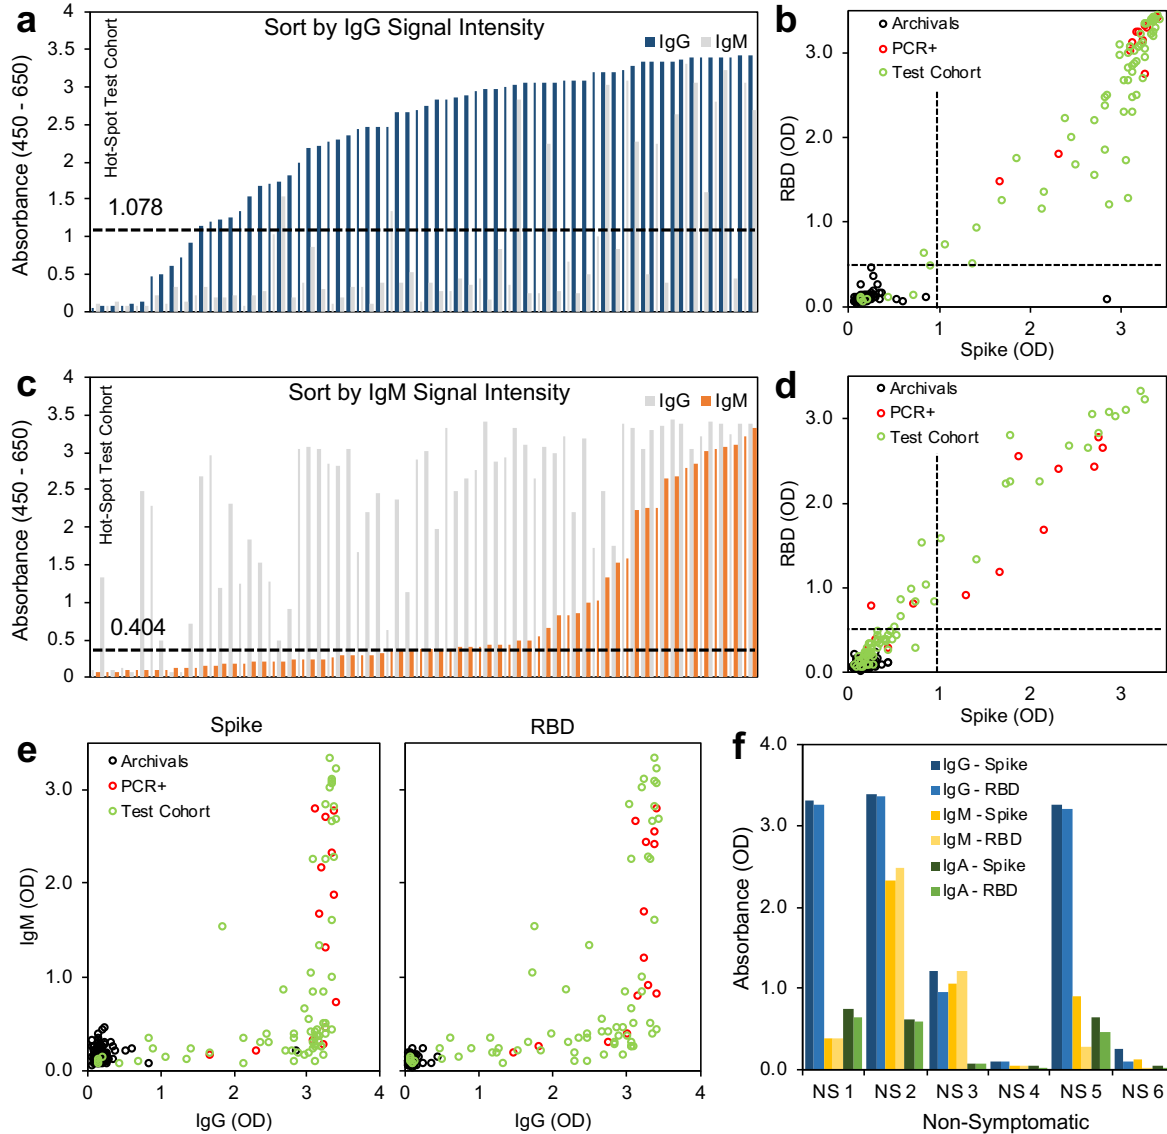 a
Sort by IgG Signal Intensity
IgG
IgM
Hot-Spot Test Cohort
Absorbance (450 - 650)
4
3.5
3
2.5
2
1.5
1
0.5
0
1.078
b
Archivals
PCR+
Test Cohort
RBD (OD)
3.0
2.0
1.0
0.0
0
1
2
3
Spike (OD)
c
Sort by IgM Signal Intensity
IgG
IgM
Hot-Spot Test Cohort
Absorbance (450 - 650)
4
3.5
3
2.5
2
1.5
1
0.5
0
0.404
d
Archivals
PCR+
Test Cohort
RBD (OD)
3.0
2.0
1.0
0.0
0
1
2
3
Spike (OD)
e
Spike
RBD
Archivals
PCR+
Test Cohort
IgM (OD)
3.0
2.0
1.0
0.0
0
1
2
3
4
0
1
2
3
4
IgG (OD)
IgG (OD)
f
4.0
3.0
2.0
1.0
0.0
Absorbance (OD)
IgG - Spike
IgG - RBD
IgM - Spike
IgM - RBD
IgA - Spike
IgA - RBD
NS 1
NS 2
NS 3
NS 4
NS 5
NS 6
Non-Symptomatic